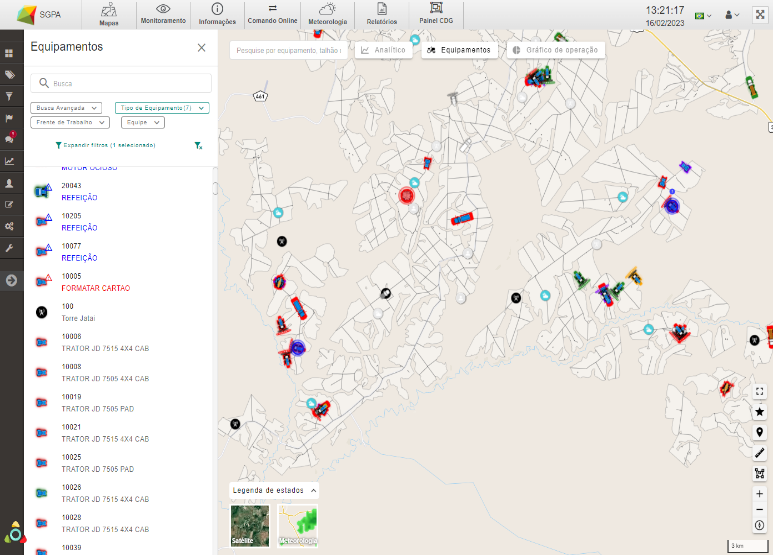 SGPA
Mapas
Monitoramento
Informações
Comando Online
Meteorologia
Relatórios
Painel CDG
13:21:17
16/02/2023
Equipamentos
Busca
Busca Avançada
Tipo de Equipamento(7)
Frente de Trabalho
Equipe
Expandir filtros (1 selecionado)
MOTOR OCIOSO
20043
REFEIÇÃO
10205
REFEIÇÃO
10077
REFEIÇÃO
10005
FORMATAR CARTAO
100
Torre Jatai
10006
TRATOR JD 7515 4X4 CAB
10008
TRATOR JD 7505 4X4 CAB
10019
TRATOR JD 7505 PAD
10021
TRATOR JD 7515 4X4 CAB
10025
TRATOR JD 7505 PAD
10026
TRATOR JD 7515 4X4 CAB
10028
TRATOR JD 7515 4X4 CAB
10039
Pesquise por equipamento, talhão
Analítico
Equipamentos
Gráfico de operação
Legenda de estados
Satélite
Meteorologia
3 km